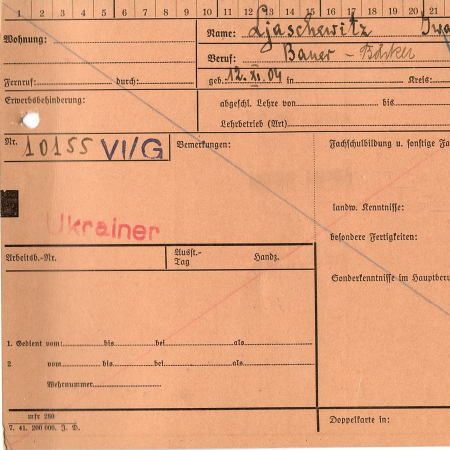 1 2 3 4 5 6 7 8 9 10 11 12 13 14 15 16 17 18 19 20 21
Wohnung:
Name: Ljaschewitz
Beruf: Bauer - Bäcker
Fernruf: durch:
geb. 12. XI. 04 in Kreis:
Erwerbsbehinderung:
abgeschl. Lehre von bis
Lehrbetrieb (Art)
Nr. 10155 VI/G
Bemerkungen:
Fachschulbildung u. sonstige Fa
landw. Kenntnisse:
Ukrainer
besondere Fertigkeiten:
Arbeitsb.-Nr. Ausst.-Tag Handz.
Sonderkenntnisse im Hauptberu
1. Gedient vom: bis bei als
2 vom bis bei als
Wehrnummer
mfr 280
7. 41. 200 000. J. D.
Doppelkarte in: